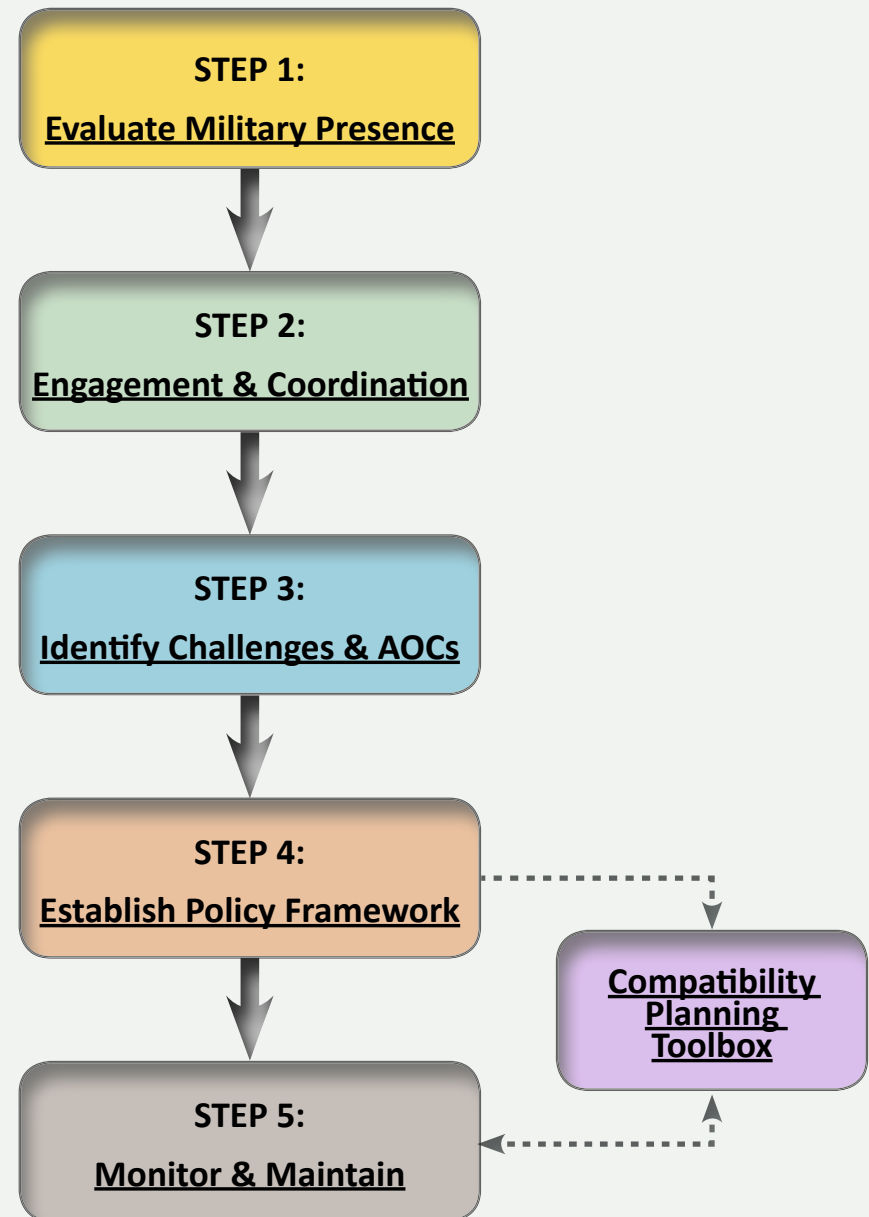 STEP 1:
Evaluate Military Presence
STEP 2:
Engagement & Coordination
STEP 3:
Identify Challenges & AOCs
STEP 4:
Establish Policy Framework
Compatibility
Planning
Toolbox
STEP 5:
Monitor & Maintain